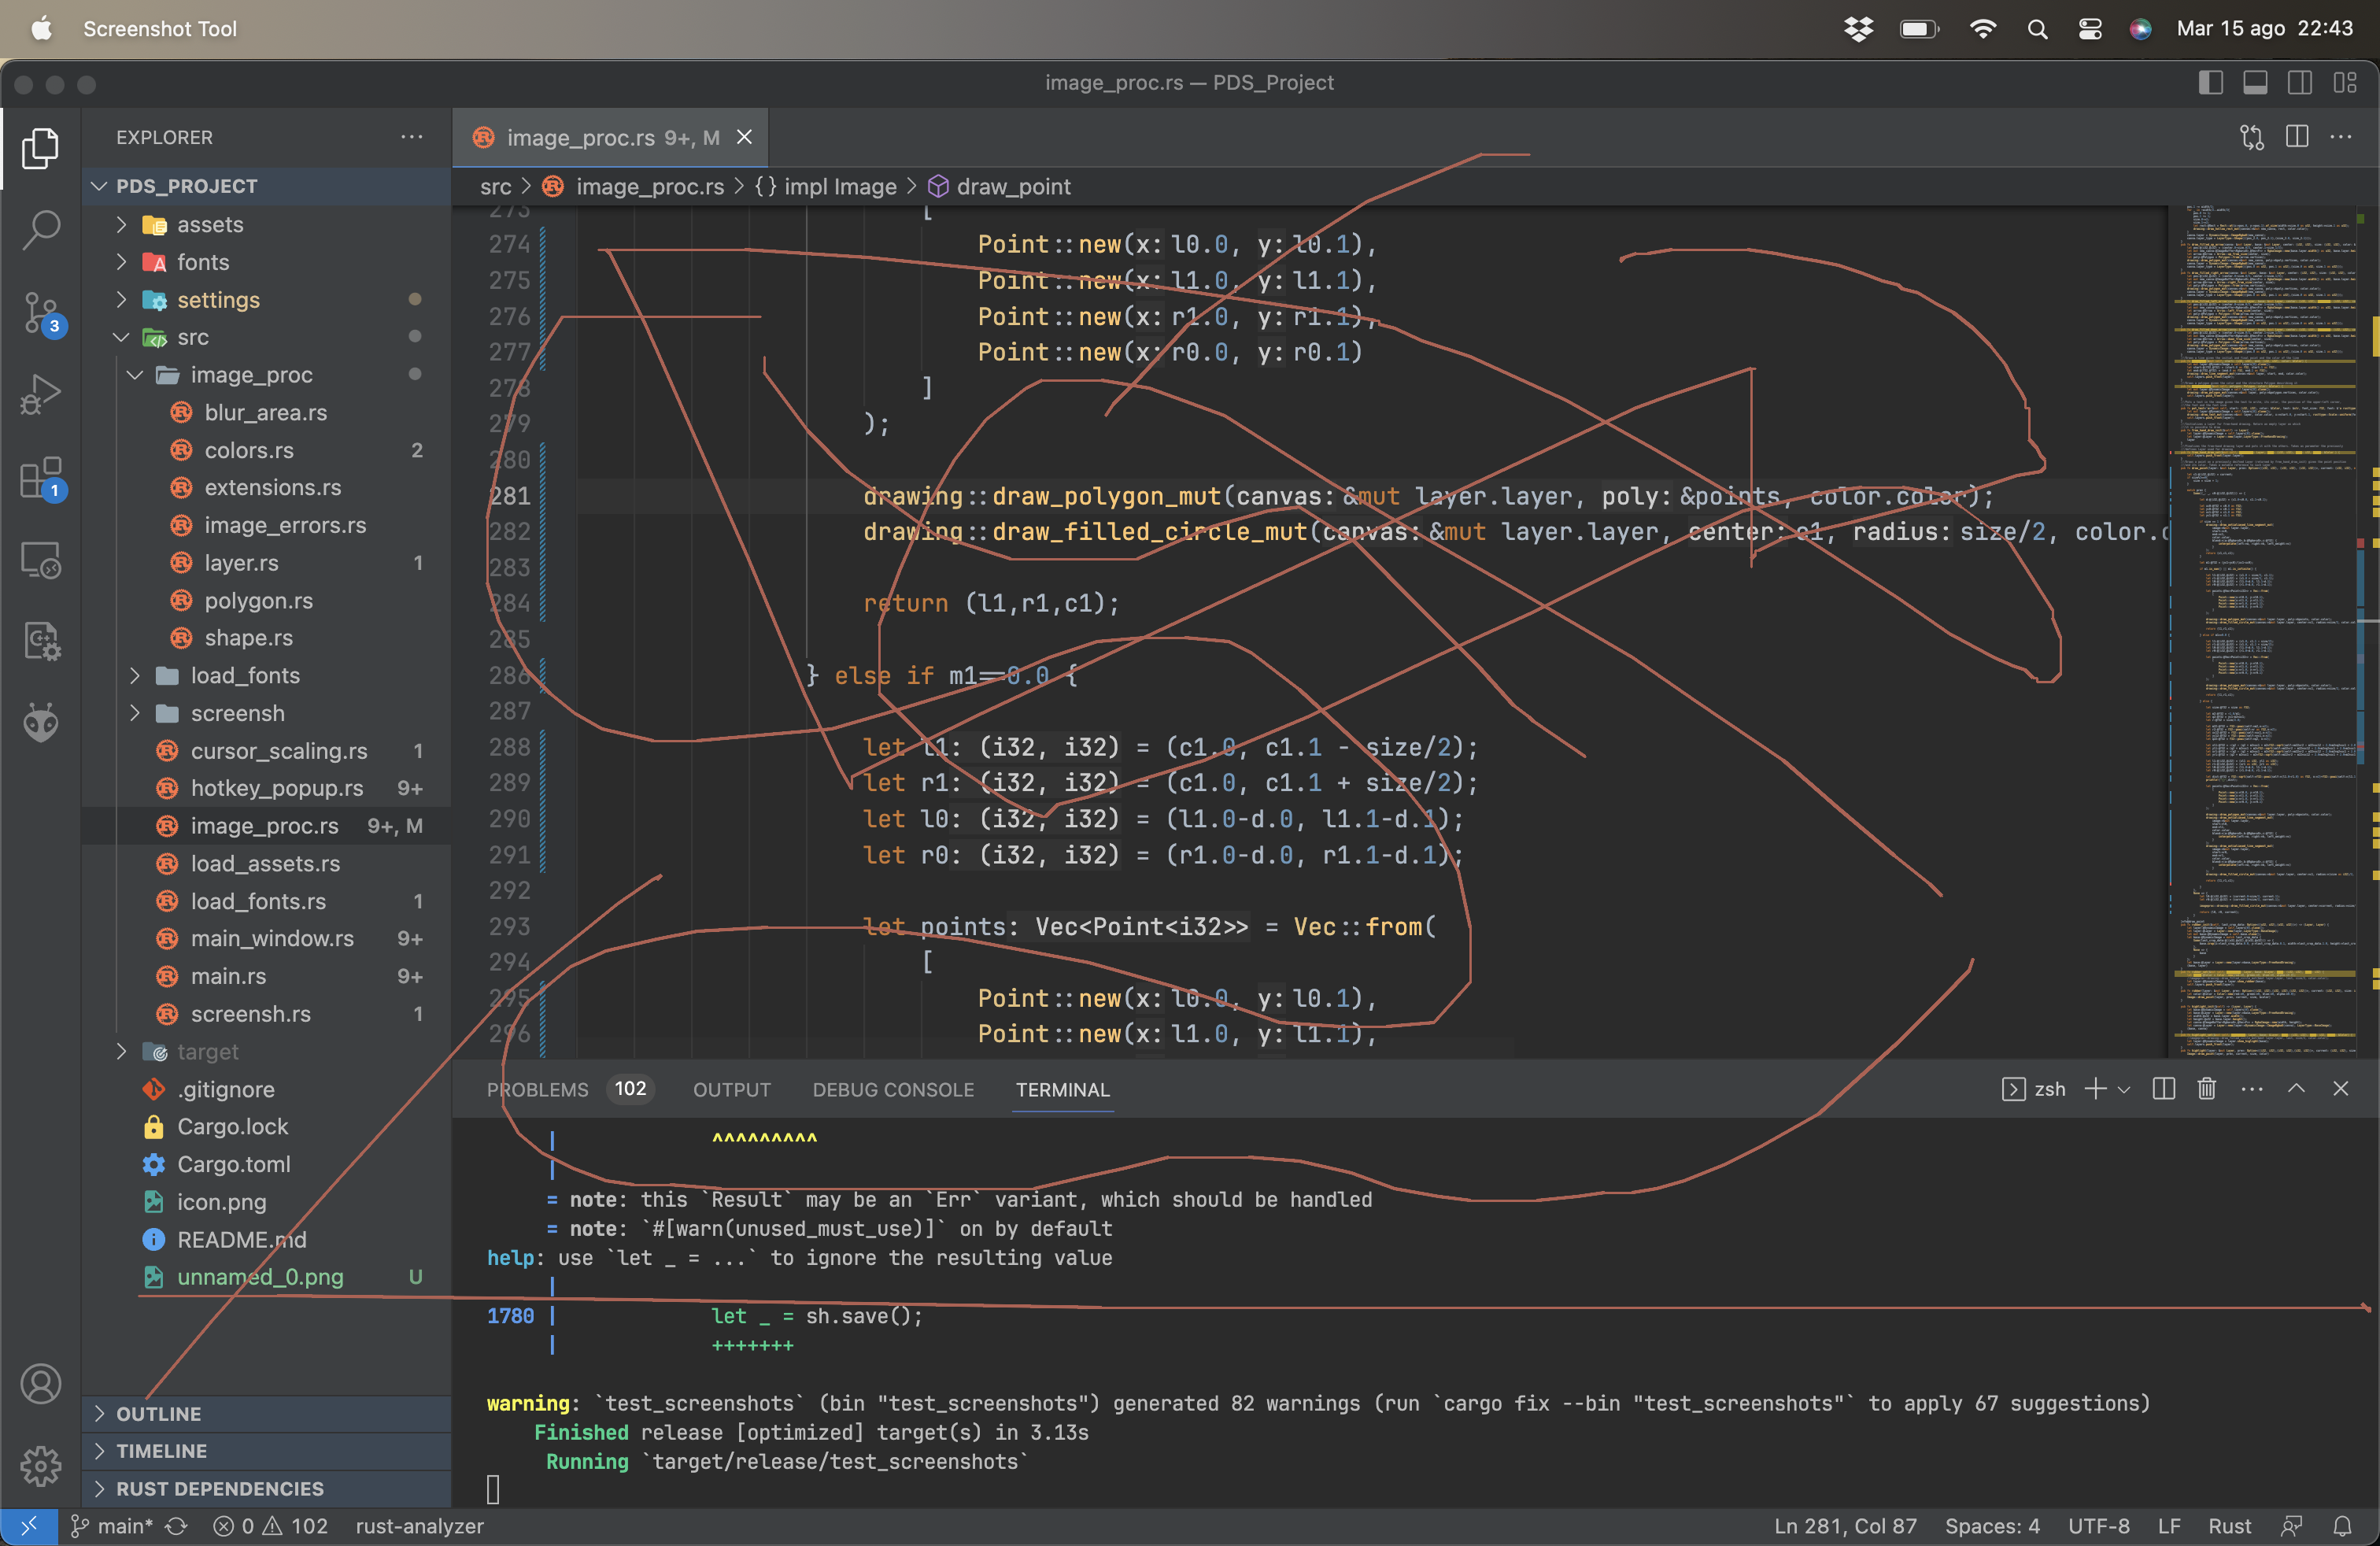 Screenshot Tool
Mar 15 ago 22:43
image_proc.rs — PDS_Project
EXPLORER
PDS_PROJECT
assets
fonts
settings
src
image_proc
blur_area.rs
colors.rs 2
extensions.rs
image_errors.rs
layer.rs 1
polygon.rs
shape.rs
load_fonts
screensh
cursor_scaling.rs 1
hotkey_popup.rs 9+
image_proc.rs 9+, M
load_assets.rs
load_fonts.rs 1
main_window.rs 9+
main.rs 9+
screensh.rs 1
target
.gitignore
Cargo.lock
Cargo.toml
icon.png
README.md
unnamed_0.png U
OUTLINE
TIMELINE
RUST DEPENDENCIES
3
1
image_proc.rs 9+, M
src > image_proc.rs > {} impl Image > draw_point
273 [
274 Point::new(x: l0.0, y: l0.1),
275 Point::new(x: l1.0, y: l1.1),
276 Point::new(x: r1.0, y: r1.1),
277 Point::new(x: r0.0, y: r0.1)
278 ]
279 );
280
281 drawing::draw_polygon_mut(canvas: &mut layer.layer, poly: &points, color.color);
282 drawing::draw_filled_circle_mut(canvas: &mut layer.layer, center: c1, radius: size/2, color.c
283
284 return (l1,r1,c1);
285
286 } else if m1==0.0 {
287
288 let l1: (i32, i32) = (c1.0, c1.1 - size/2);
289 let r1: (i32, i32) = (c1.0, c1.1 + size/2);
290 let l0: (i32, i32) = (l1.0-d.0, l1.1-d.1);
291 let r0: (i32, i32) = (r1.0-d.0, r1.1-d.1);
292
293 let points: Vec<Point<i32>> = Vec::from(
294 [
295 Point::new(x: l0.0, y: l0.1),
296 Point::new(x: l1.0, y: l1.1),
PROBLEMS 102 OUTPUT DEBUG CONSOLE TERMINAL
zsh
| ^^^^^^^^^
|
= note: this `Result` may be an `Err` variant, which should be handled
= note: `#[warn(unused_must_use)]` on by default
help: use `let _ = ...` to ignore the resulting value
|
1780 | let _ = sh.save();
| +++++++
warning: `test_screenshots` (bin "test_screenshots") generated 82 warnings (run `cargo fix --bin "test_screenshots"` to apply 67 suggestions)
Finished release [optimized] target(s) in 3.13s
Running `target/release/test_screenshots`
main* 0 102 rust-analyzer
Ln 281, Col 87 Spaces: 4 UTF-8 LF Rust